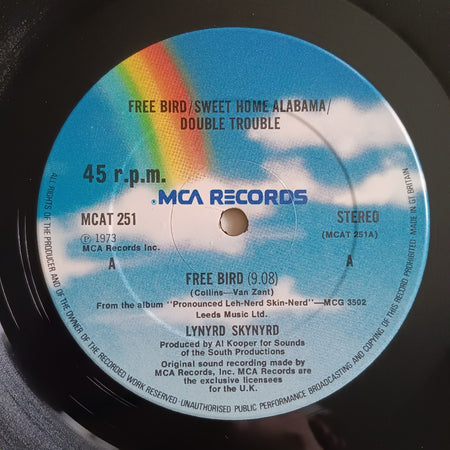 FREE BIRD/SWEET HOME ALABAMA/
DOUBLE TROUBLE
45 r.p.m.
MCA RECORDS
MCAT 251
STEREO
℗ 1973
(MCAT 251A)
MCA Records Inc.
A
A
FREE BIRD (9.08)
(Collins—Van Zant)
From the album "Pronounced Leh-Nerd Skin-Nerd"—MCG 3502
Leeds Music Ltd.
LYNYRD SKYNYRD
Produced by Al Kooper for Sounds
of the South Productions
Original sound recording made by
MCA Records, Inc. MCA Records are
the exclusive licensees
for the U.K.
ALL RIGHTS OF THE PRODUCER AND OF THE OWNER OF THE RECORDED WORK RESERVED · UNAUTHORISED PUBLIC PERFORMANCE BROADCASTING AND COPYING OF THIS RECORD PROHIBITED. MADE IN GT. BRITAIN